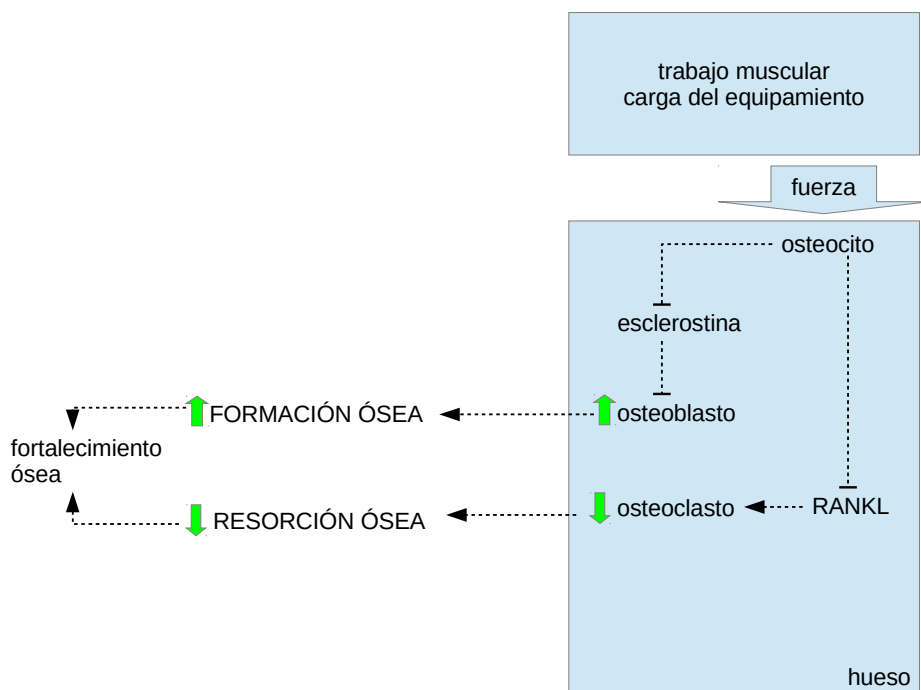 trabajo muscular
carga del equipamiento
fuerza
osteocito
esclerostina
FORMACIÓN ÓSEA
osteoblasto
fortalecimiento
ósea
RESORCIÓN ÓSEA
osteoclasto
RANKL
hueso